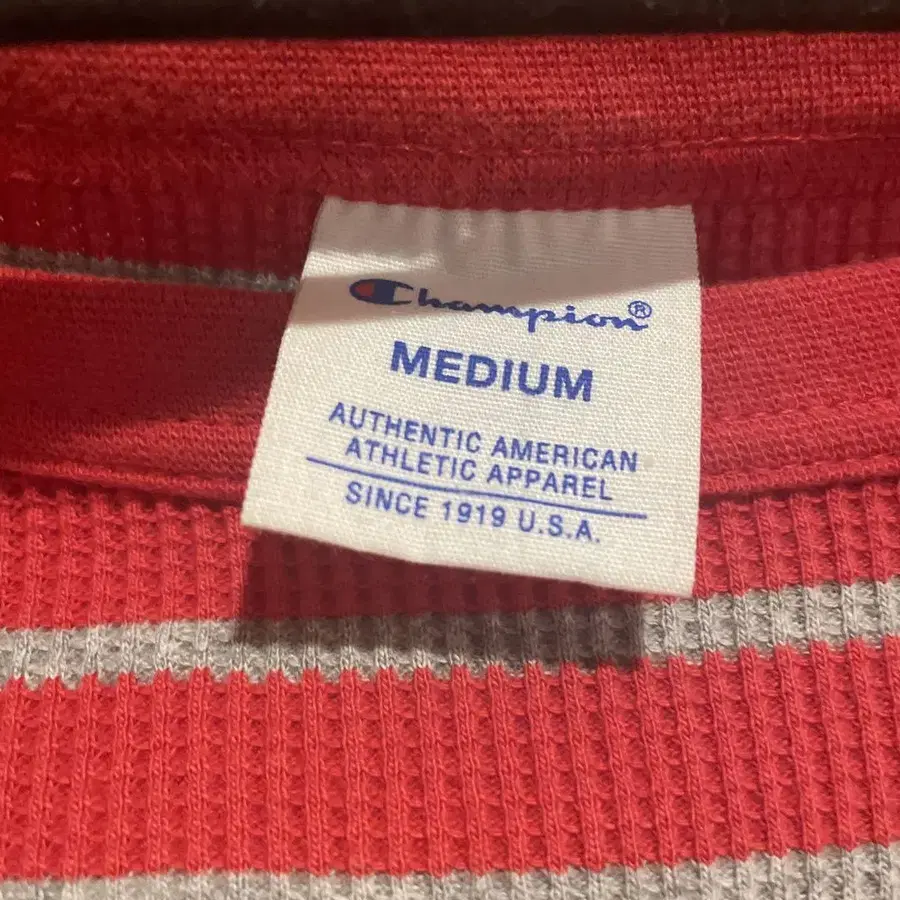 Champion®
MEDIUM
AUTHENTIC AMERICAN
ATHLETIC APPAREL
SINCE 1919 U.S.A.